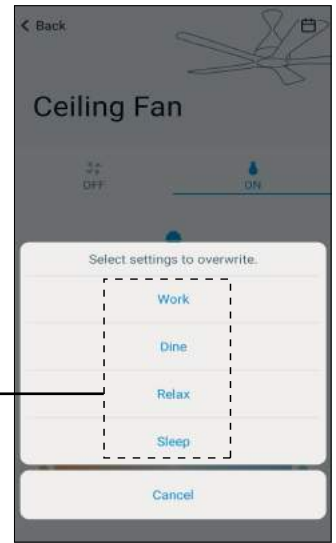 Back
Ceiling Fan
OFF ON
Select settings to overwrite.
Work
Dine
Relax
Sleep
Cancel